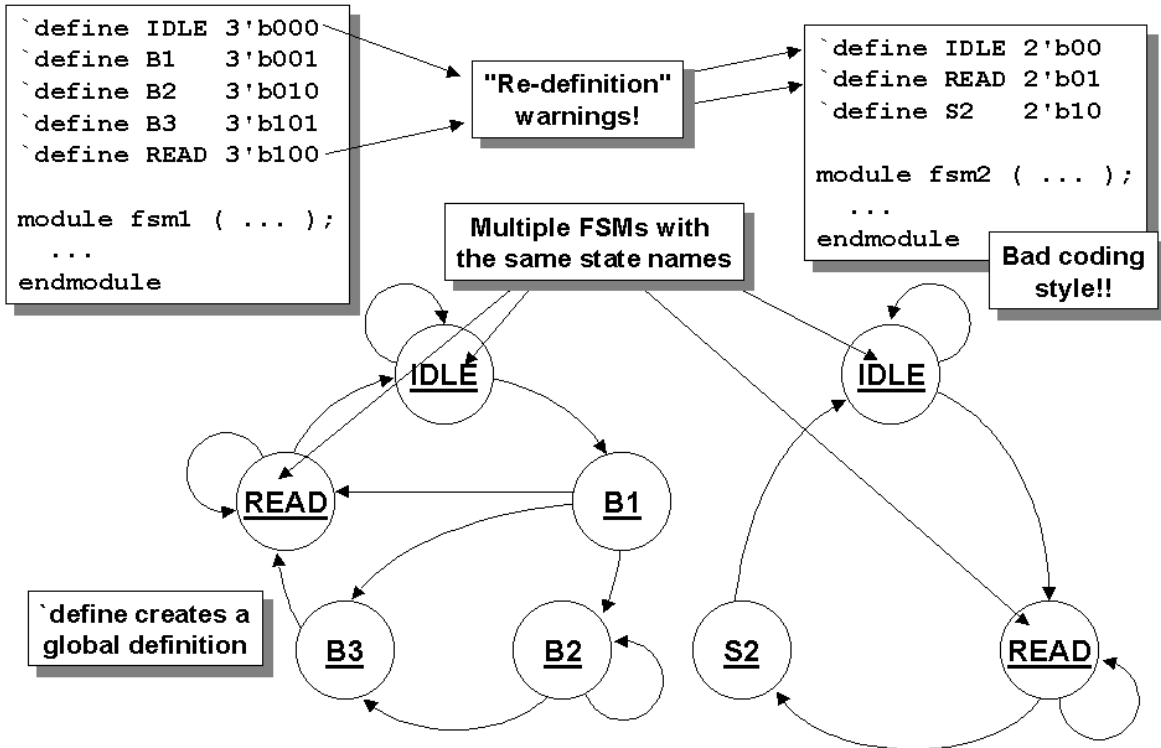 `define IDLE 3'b000
`define B1 3'b001
`define B2 3'b010
`define B3 3'b101
`define READ 3'b100
module fsm1 ( ... );
...
endmodule
"Re-definition"
warnings!
`define IDLE 2'b00
`define READ 2'b01
`define S2 2'b10
module fsm2 ( ... );
...
endmodule
Bad coding
style!!
Multiple FSMs with
the same state names
IDLE
READ
B1
B3
B2
IDLE
S2
READ
`define creates a
global definition